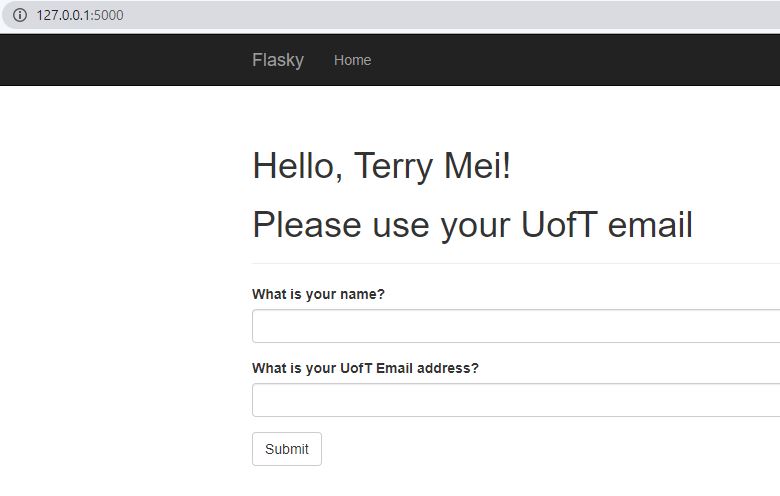 127.0.0.1:5000
Flasky Home
Hello, Terry Mei!
Please use your UofT email
What is your name?
What is your UofT Email address?
Submit